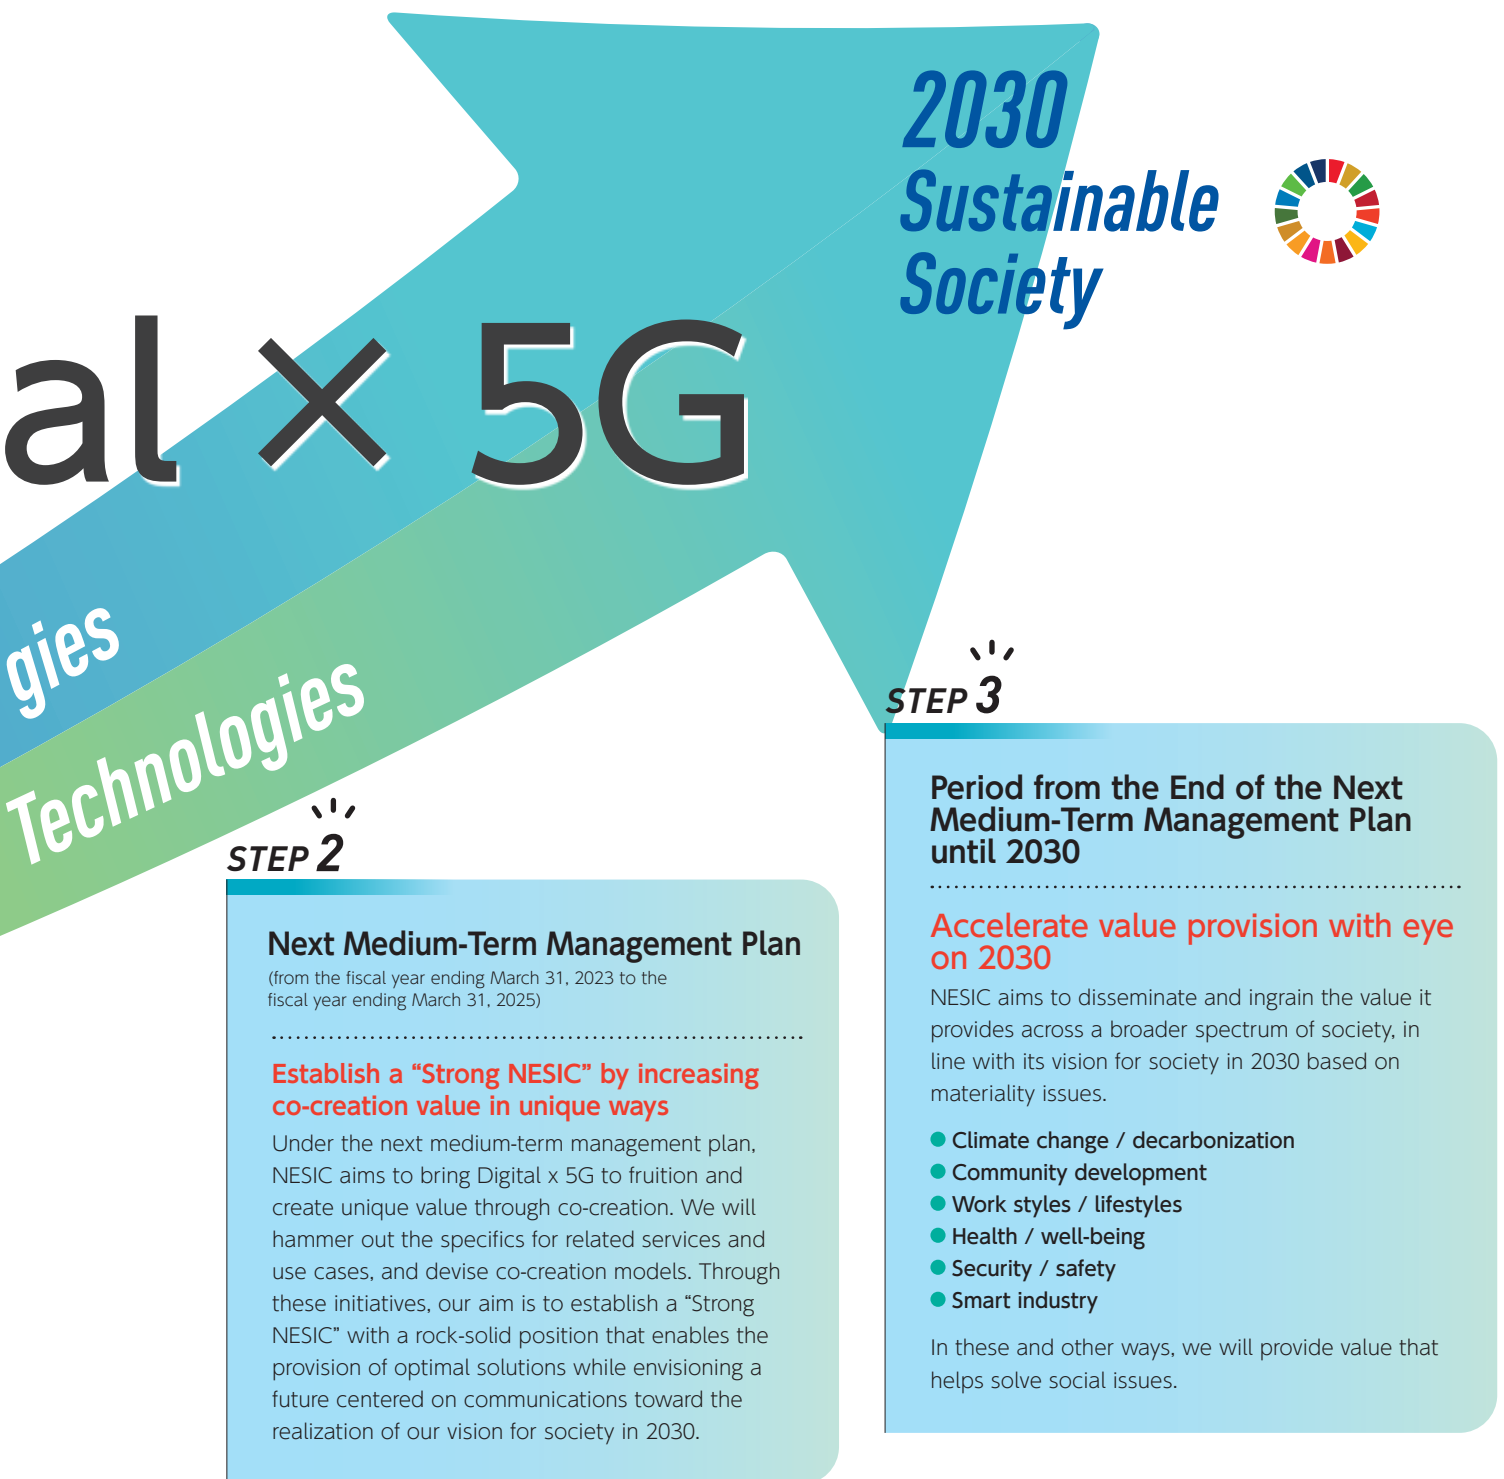 2030
Sustainable
Society
al × 5G
gies
Technologies
STEP 2
Next Medium-Term Management Plan
(from the fiscal year ending March 31, 2023 to the
fiscal year ending March 31, 2025)
Establish a “Strong NESIC” by increasing
co-creation value in unique ways
Under the next medium-term management plan,
NESIC aims to bring Digital x 5G to fruition and
create unique value through co-creation. We will
hammer out the specifics for related services and
use cases, and devise co-creation models. Through
these initiatives, our aim is to establish a “Strong
NESIC” with a rock-solid position that enables the
provision of optimal solutions while envisioning a
future centered on communications toward the
realization of our vision for society in 2030.
STEP 3
Period from the End of the Next
Medium-Term Management Plan
until 2030
Accelerate value provision with eye
on 2030
NESIC aims to disseminate and ingrain the value it
provides across a broader spectrum of society, in
line with its vision for society in 2030 based on
materiality issues.
● Climate change / decarbonization
● Community development
● Work styles / lifestyles
● Health / well-being
● Security / safety
● Smart industry
In these and other ways, we will provide value that
helps solve social issues.